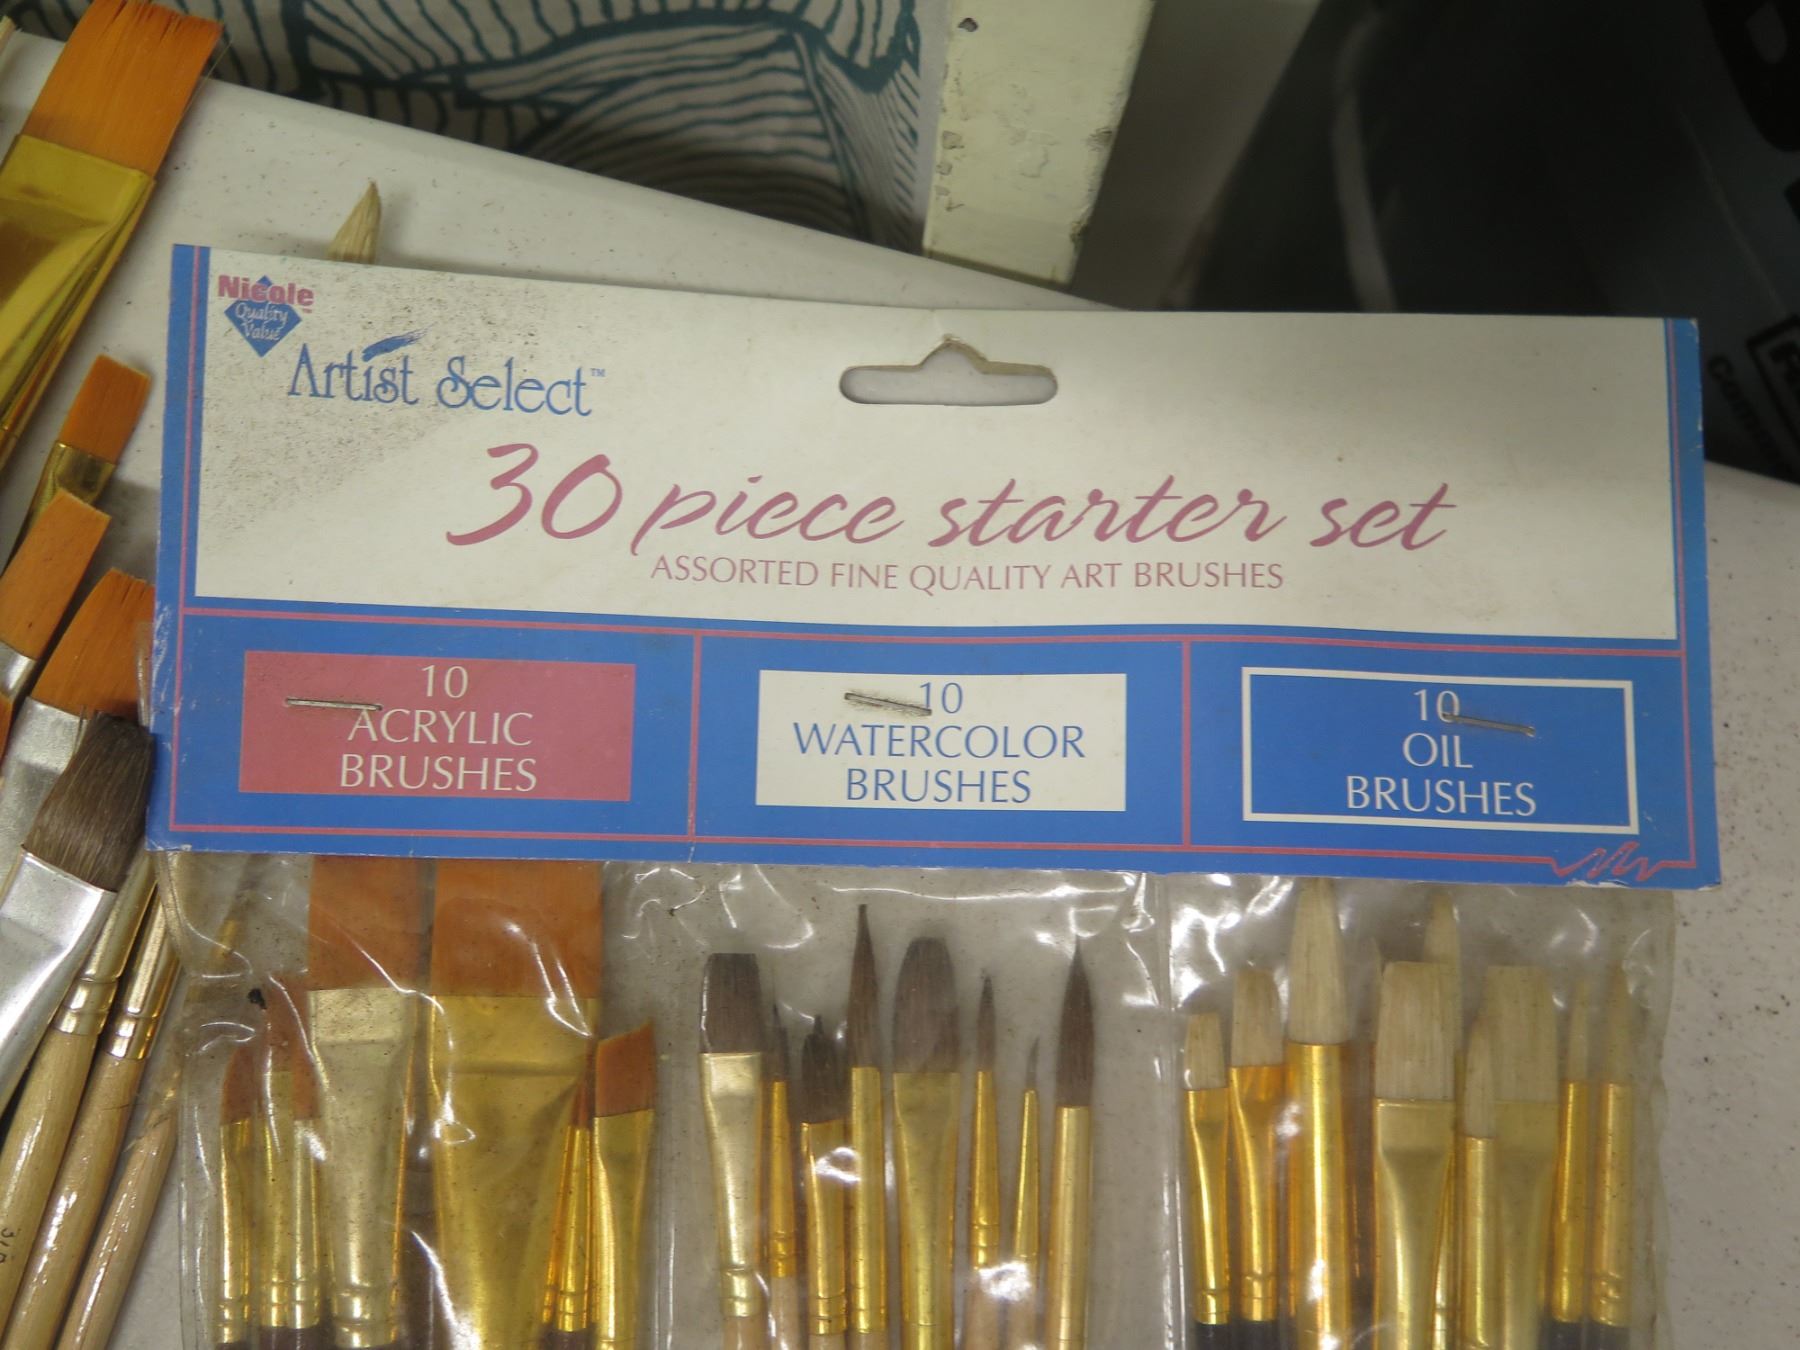 Nicole
Quality
Value
Artist Select™
30 piece starter set
ASSORTED FINE QUALITY ART BRUSHES
10
ACRYLIC
BRUSHES
10
WATERCOLOR
BRUSHES
10
OIL
BRUSHES